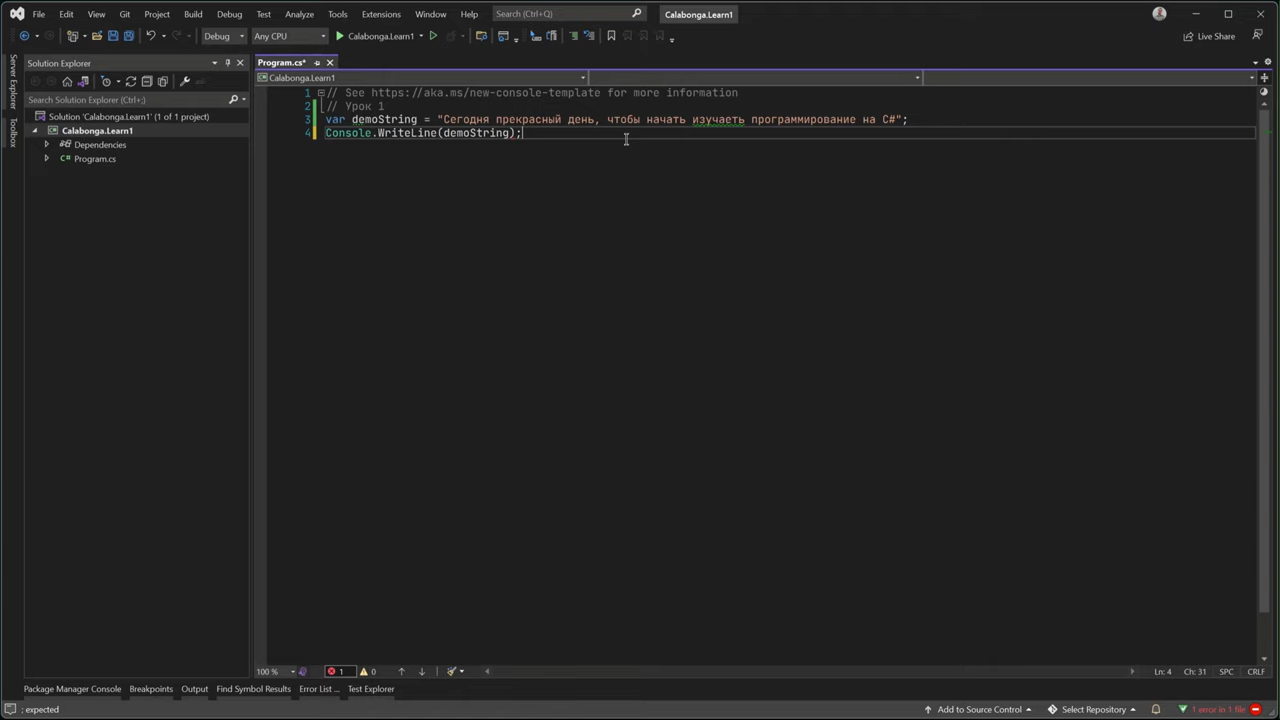 File Edit View Git Project Build Debug Test Analyze Tools Extensions Window Help Search (Ctrl+Q) Calabonga.Learn1
Debug Any CPU Calabonga.Learn1 Live Share
Server Explorer
Toolbox
Solution Explorer
Search Solution Explorer (Ctrl+;)
Solution 'Calabonga.Learn1' (1 of 1 project)
Calabonga.Learn1
Dependencies
C# Program.cs
Program.cs*
Calabonga.Learn1
1 // See https://aka.ms/new-console-template for more information
2 // Урок 1
3 var demoString = "Сегодня прекрасный день, чтобы начать изучаеть программирование на C#";
4 Console.WriteLine(demoString);
100 % 1 0 Ln: 4 Ch: 31 SPC CRLF
Package Manager Console Breakpoints Output Find Symbol Results Error List ... Test Explorer
; expected Add to Source Control Select Repository 1 error in 1 file